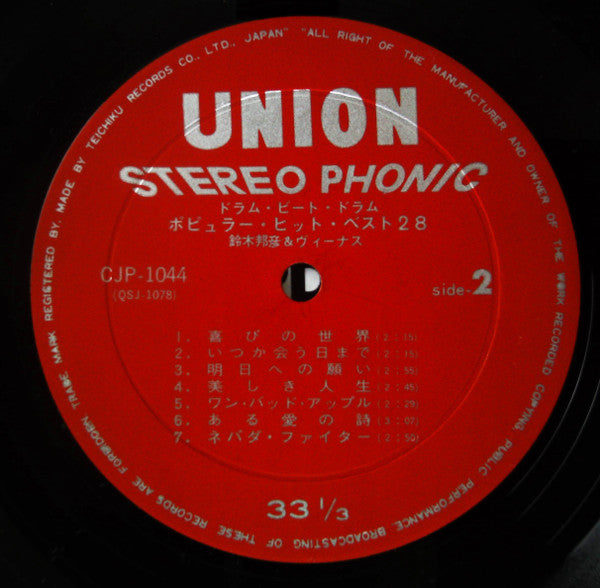 TRADE MARK REGISTERED BY. MADE BY TEICHIKU RECORDS CO., LTD., JAPAN" "ALL RIGHT OF THE MANUFACTURER AND OWNER OF THE WORK RECORDED COPYING, PUBLIC PERFORMANCE BROADCASTING OF THESE RECORDS ARE FORBIDDEN
UNION
STEREO PHONIC
ドラム・ビート・ドラム
ポピュラー・ヒット・ベスト28
鈴木邦彦&ヴィーナス
CJP-1044
(QSJ-1078)
side-2
1. 喜びの世界(2:15)
2. いつか会う日まで(2:15)
3. 明日への願い(2:55)
4. 美しき人生(2:45)
5. ワン・バッド・アップル(2:29)
6. ある愛の詩(3:07)
7. ネバダ・ファイター(2:50)
33 1/3